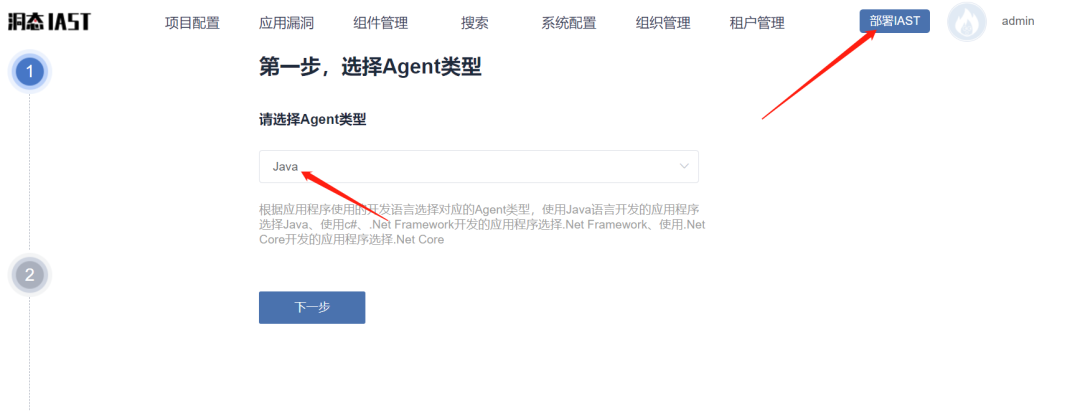 洞态IAST 项目配置 应用漏洞 组件管理 搜索 系统配置 组织管理 租户管理 部署IAST admin
1 第一步，选择Agent类型
请选择Agent类型
Java
根据应用程序使用的开发语言选择对应的Agent类型，使用Java语言开发的应用程序
选择Java、使用c#、.Net Framework开发的应用程序选择.Net Framework、使用.Net
Core开发的应用程序选择.Net Core
2
下一步